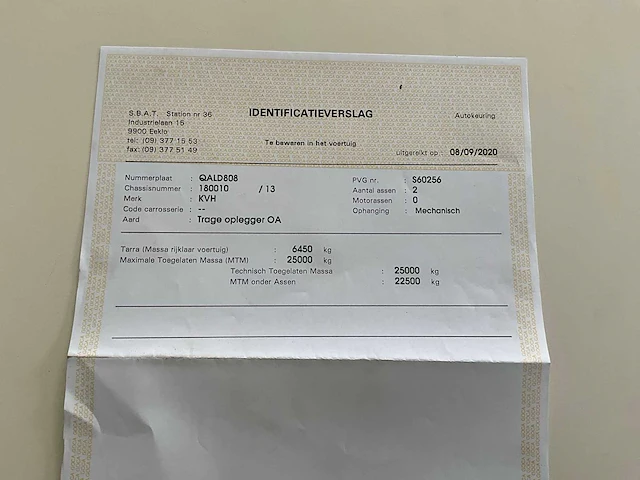 S.B.A.T. Station nr 36 IDENTIFICATIEVERSLAG Autokeuring
Industrielaan 15
9900 Eeklo
tel: (09) 377 15 53 Te bewaren in het voertuig
fax: (09) 377 51 49 uitgereikt op : 08/09/2020
Nummerplaat : QALD808 PVG nr. : S60256
Chassisnummer : 180010 / 13 Aantal assen : 2
Merk : KVH Motorassen : 0
Code carrosserie : -- Ophanging : Mechanisch
Aard : Trage oplegger OA
Tarra (Massa rijklaar voertuig) : 6450 kg
Maximale Toegelaten Massa (MTM) : 25000 kg
Technisch Toegelaten Massa : 25000 kg
MTM onder Assen : 22500 kg